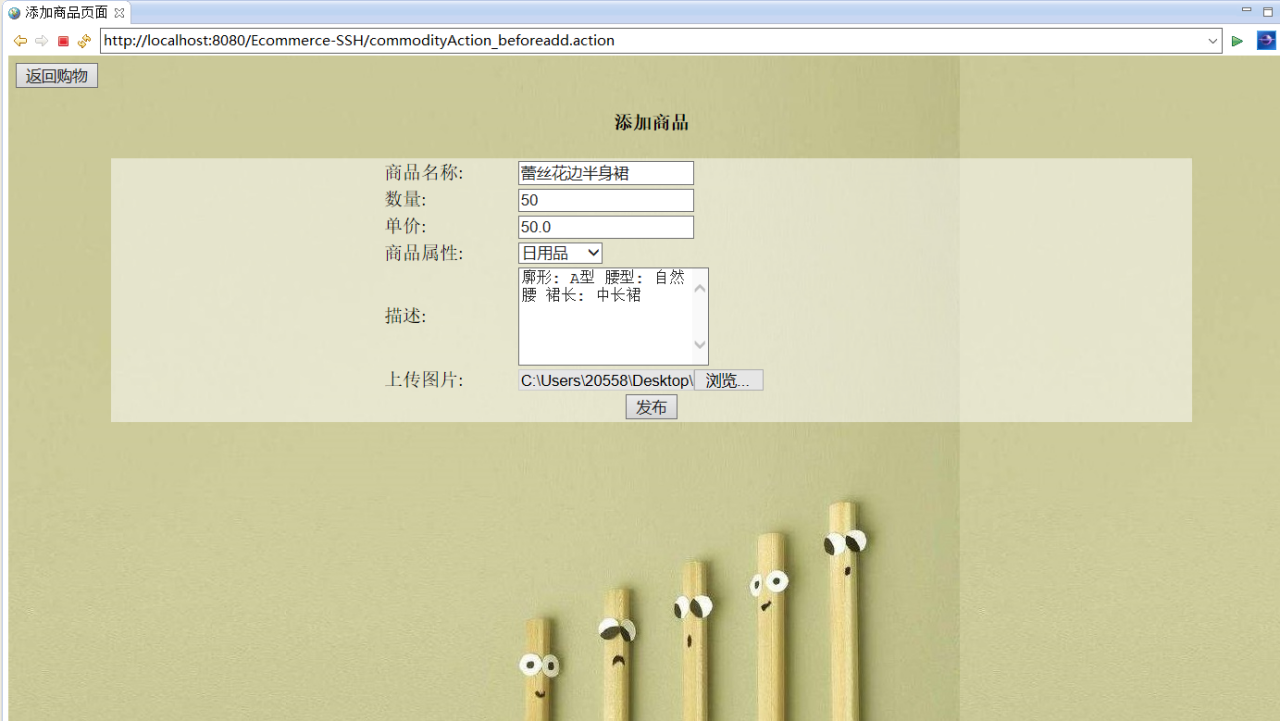 添加商品页面
http://localhost:8080/Ecommerce-SSH/commodityAction_beforeadd.action
返回购物
添加商品
商品名称: 蕾丝花边半身裙
数量: 50
单价: 50.0
商品属性: 日用品
描述: 廓形: A型 腰型: 自然
腰 裙长: 中长裙
上传图片: C:\Users\20558\Desktop\ 浏览...
发布